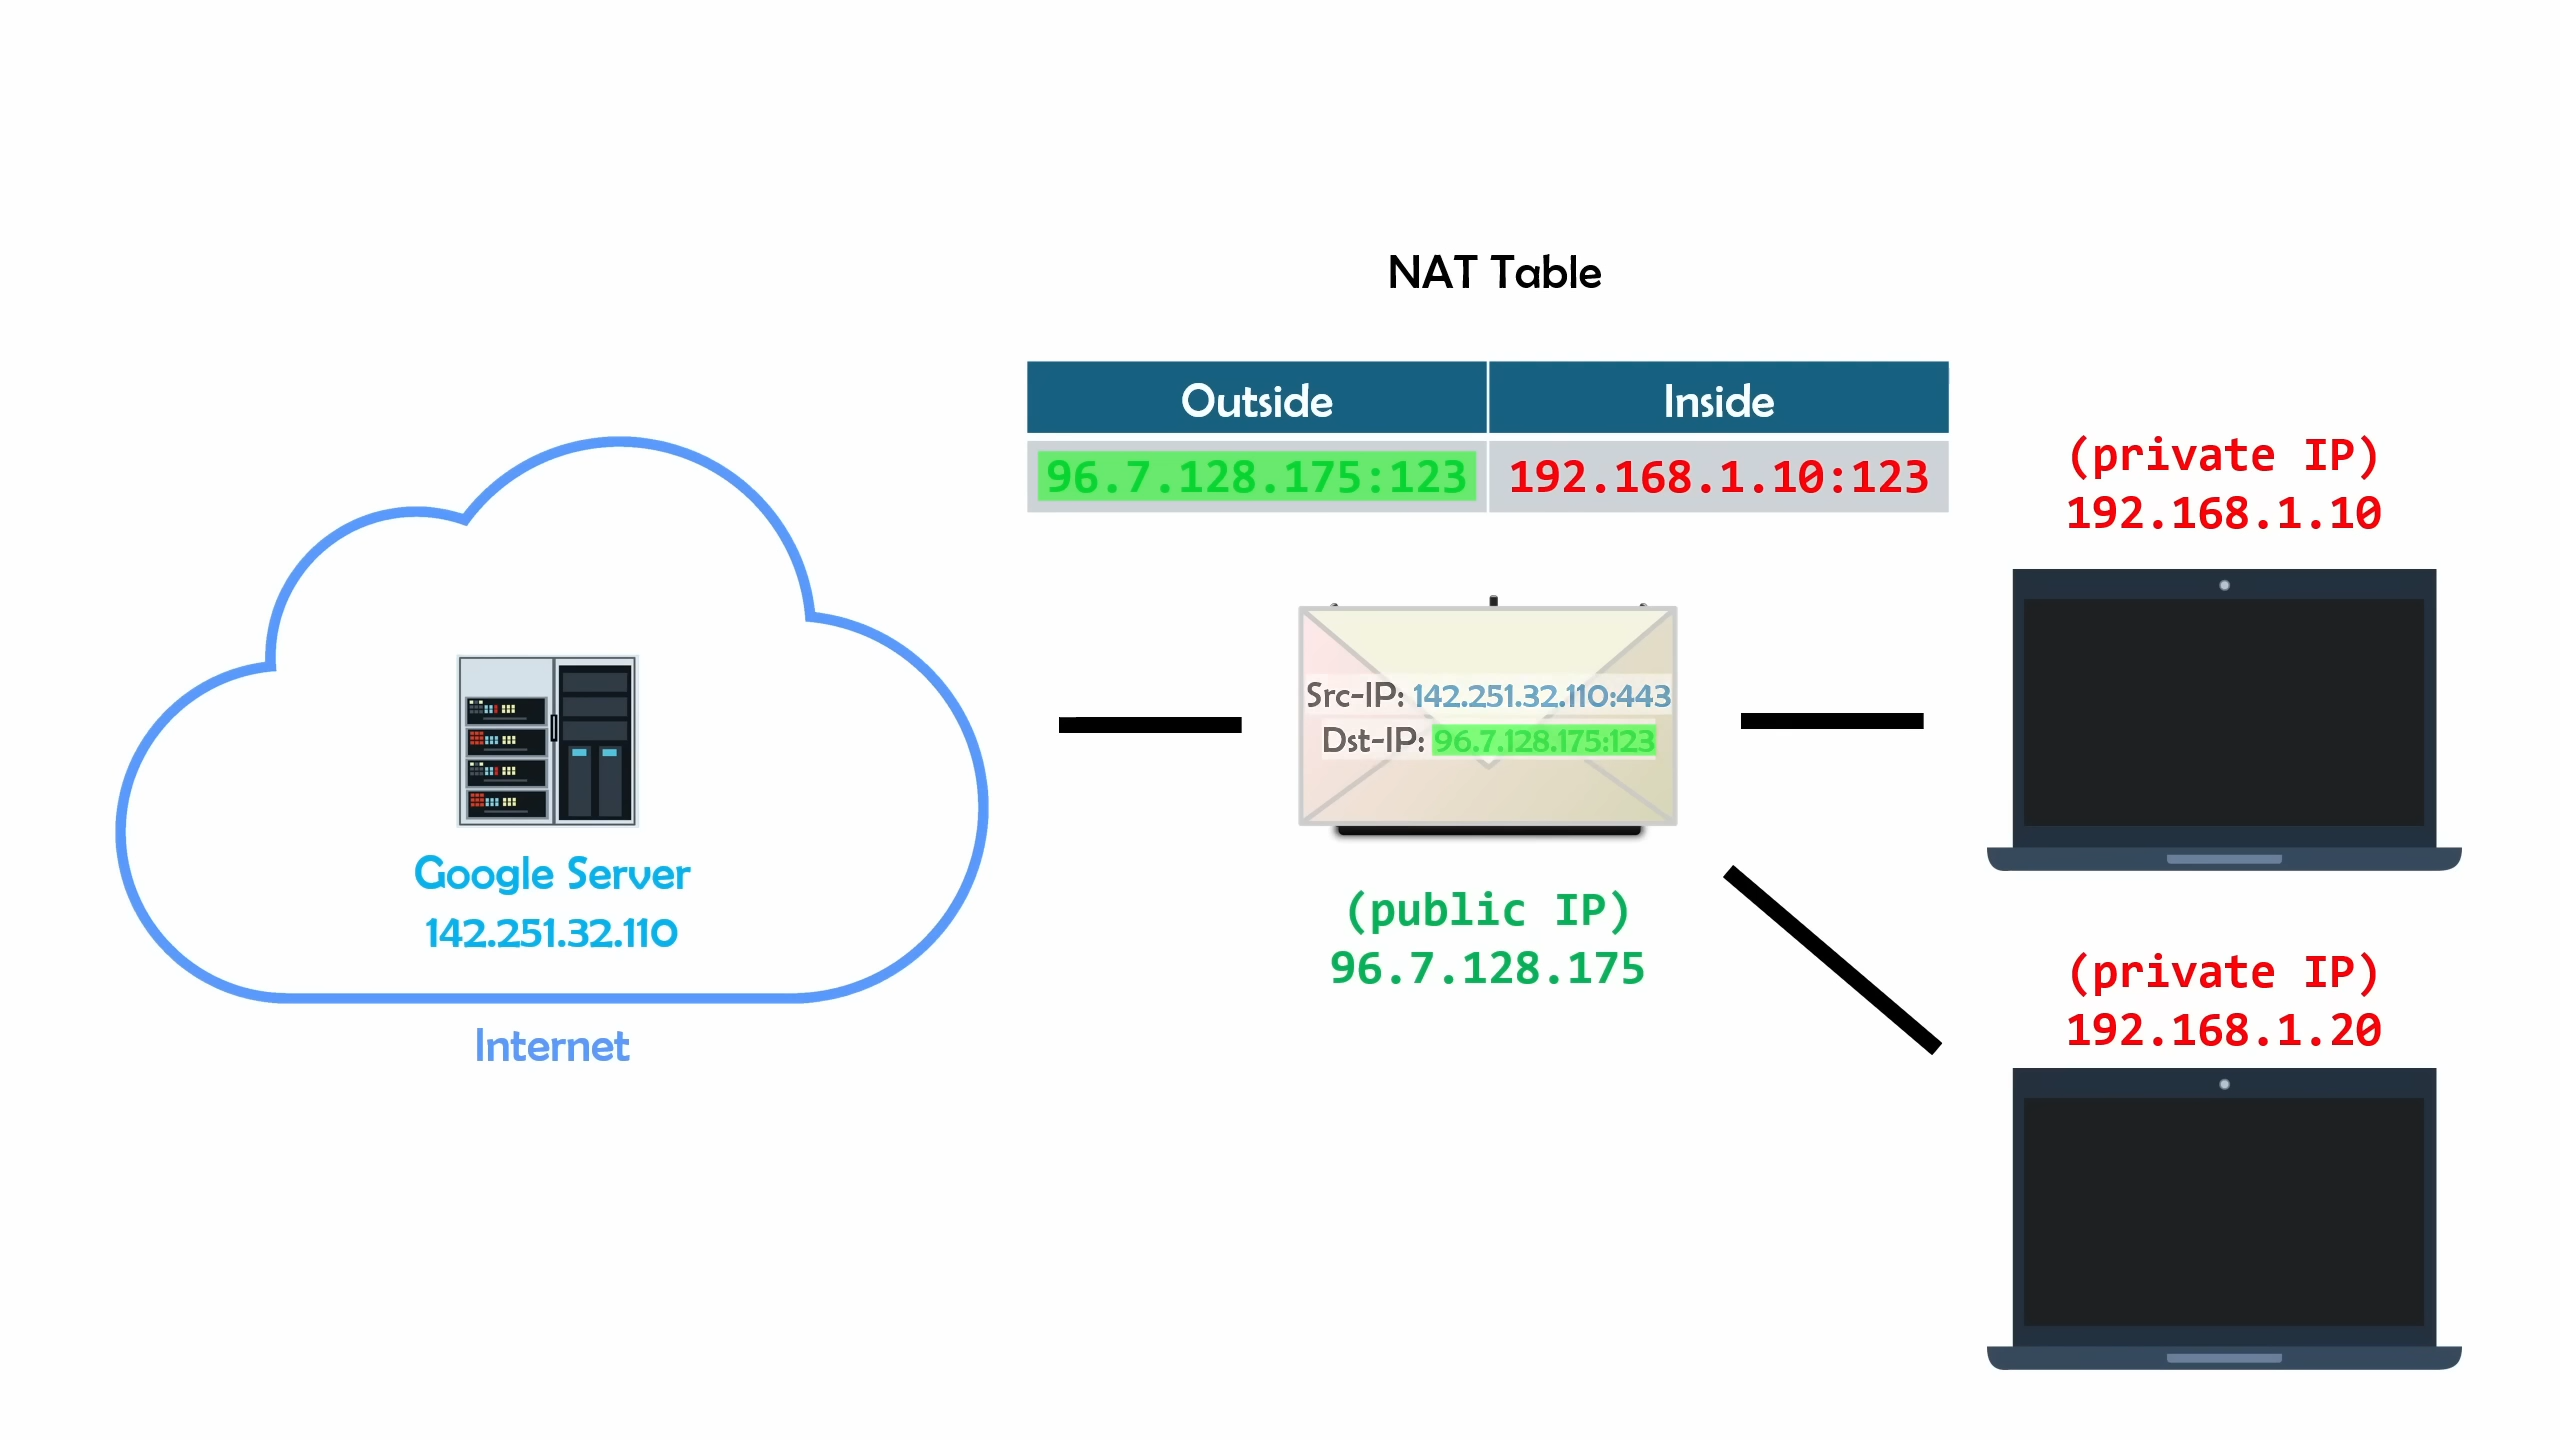 NAT Table
Outside Inside
96.7.128.175:123 192.168.1.10:123
(private IP)
192.168.1.10
Src-IP: 142.251.32.110:443
Dst-IP: 96.7.128.175:123
Google Server
142.251.32.110
Internet
(public IP)
96.7.128.175
(private IP)
192.168.1.20